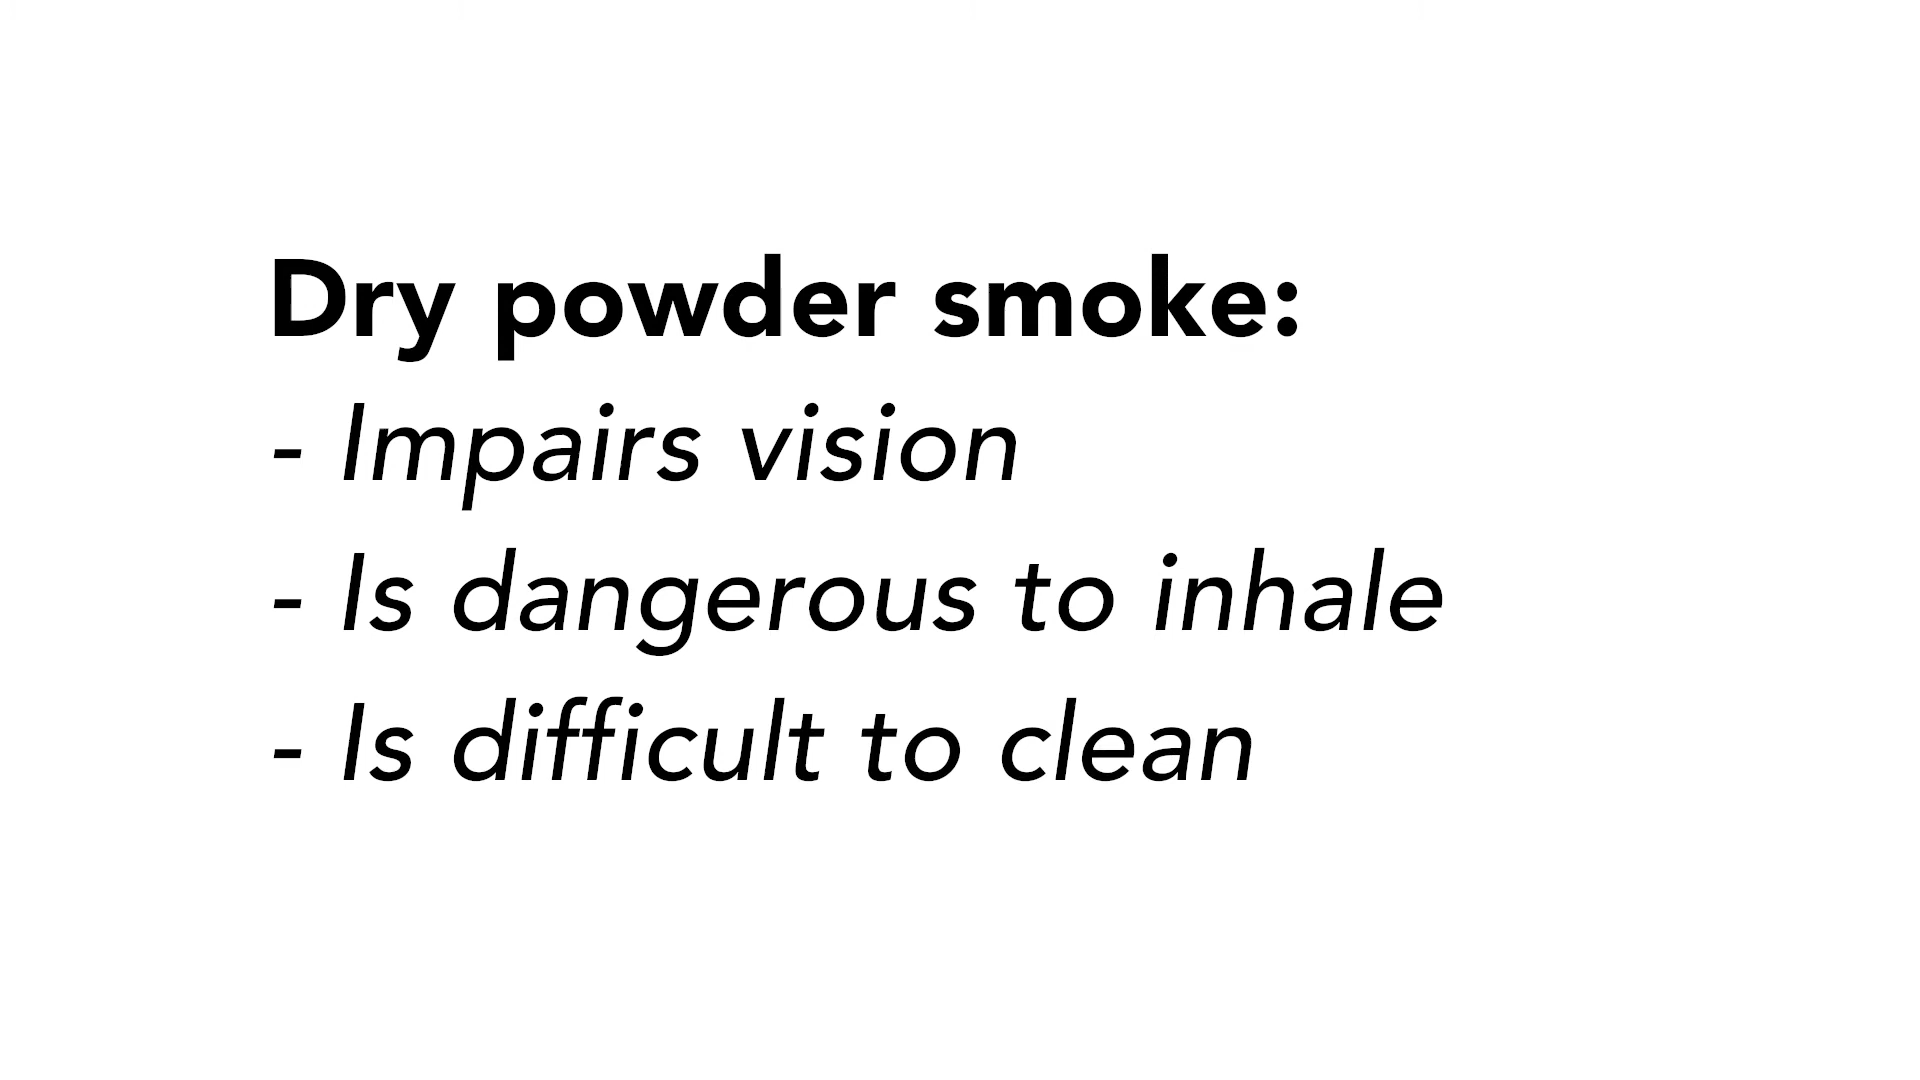 Dry powder smoke:
- Impairs vision
- Is dangerous to inhale
- Is difficult to clean